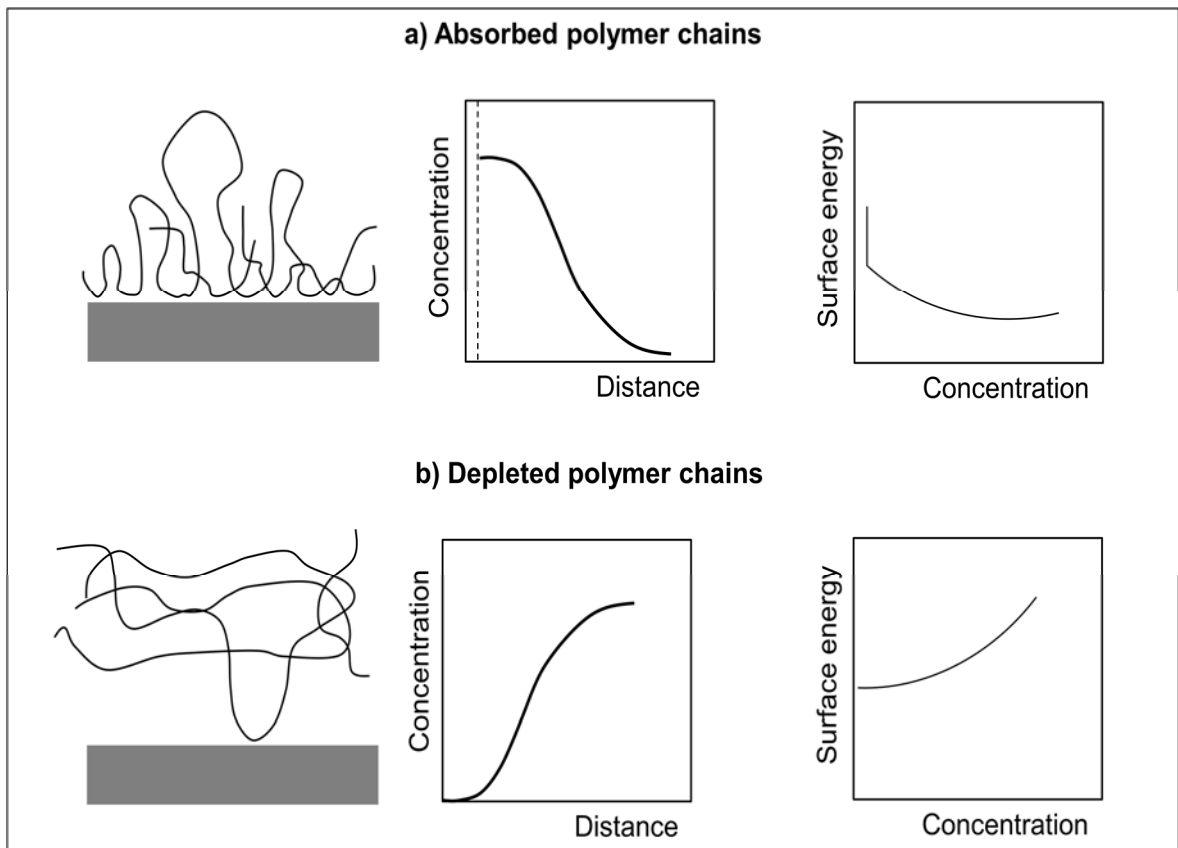 a) Absorbed polymer chains
Concentration
Distance
Surface energy
Concentration
b) Depleted polymer chains
Concentration
Distance
Surface energy
Concentration